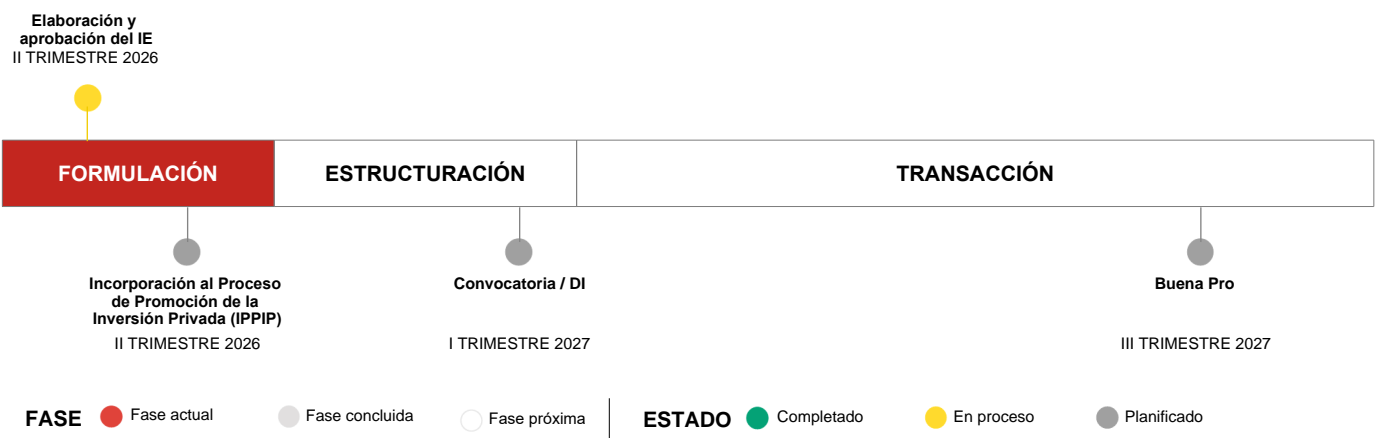 Elaboración y
aprobación del IE
II TRIMESTRE 2026
FORMULACIÓN
ESTRUCTURACIÓN
TRANSACCIÓN
Incorporación al Proceso
de Promoción de la
Inversión Privada (IPPIP)
II TRIMESTRE 2026
Convocatoria / DI
I TRIMESTRE 2027
Buena Pro
III TRIMESTRE 2027
FASE
Fase actual
Fase concluida
Fase próxima
ESTADO
Completado
En proceso
Planificado